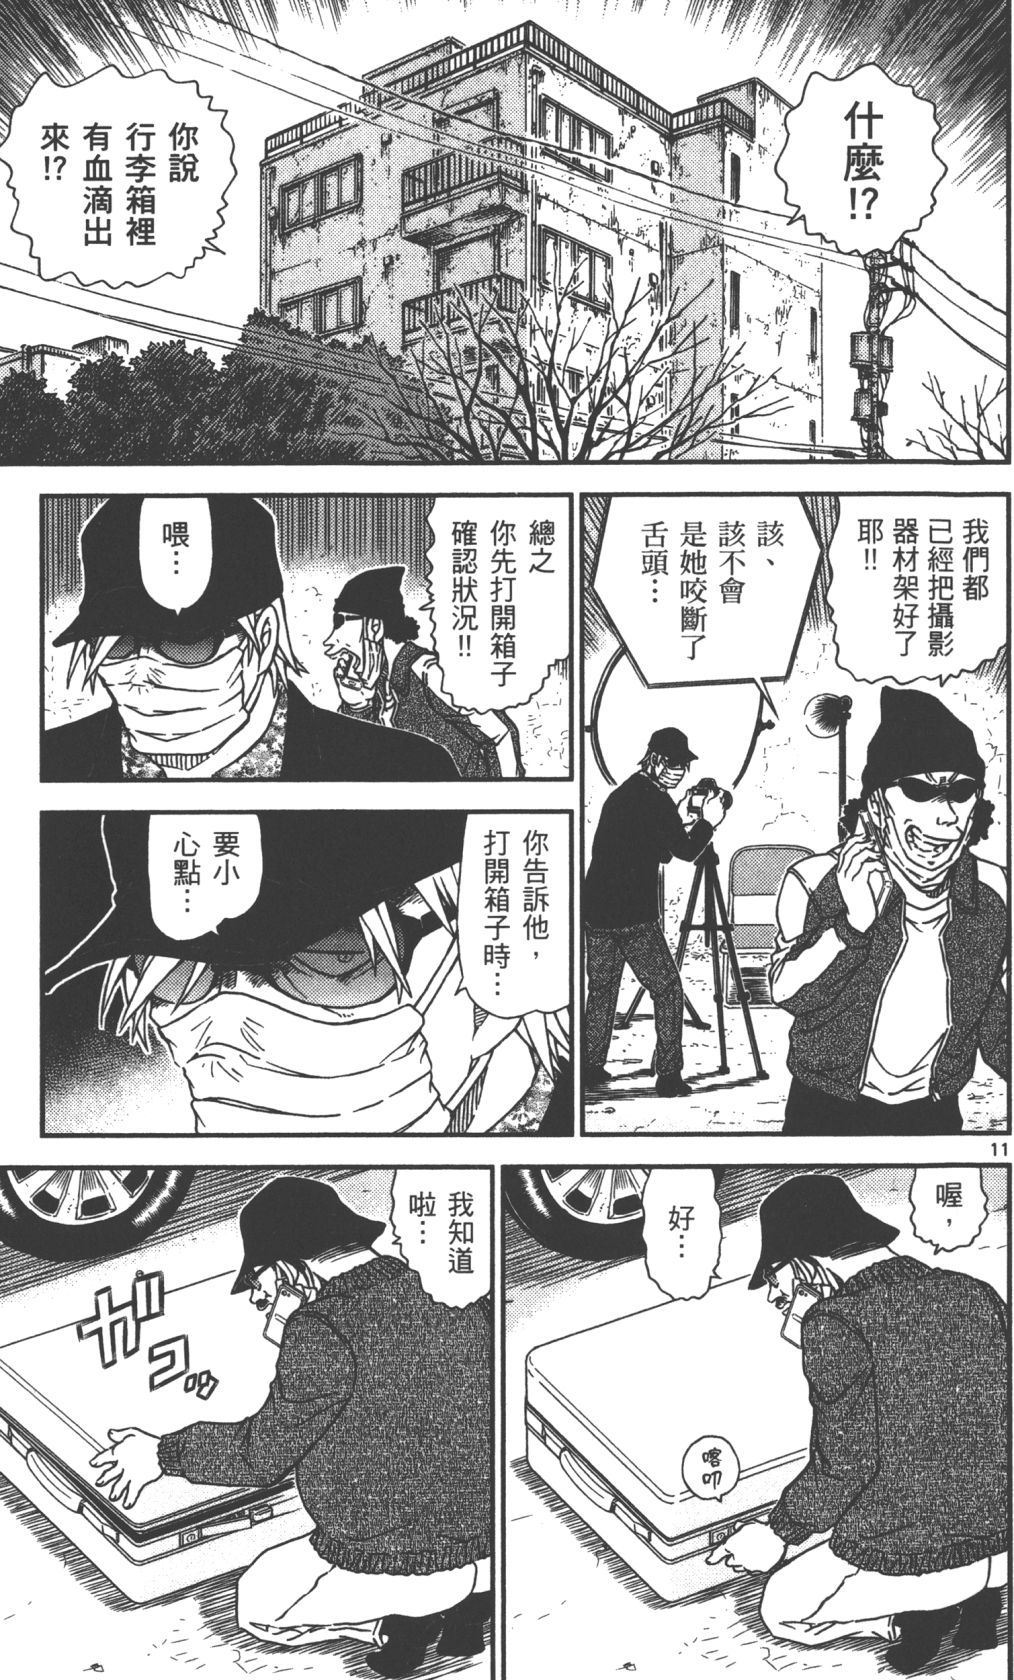 什麼!?
你說
行李箱裡
有血滴出
來!?
我們都
已經把攝影
器材架好了
耶!!
該、
該不會
是她咬斷了
舌頭…
總之
你先打開箱子
確認狀況!!
喂…
你告訴他，
打開箱子時…
要小
心點…
11
喔，
好…
喀叩
我知道
啦…
ガコッ